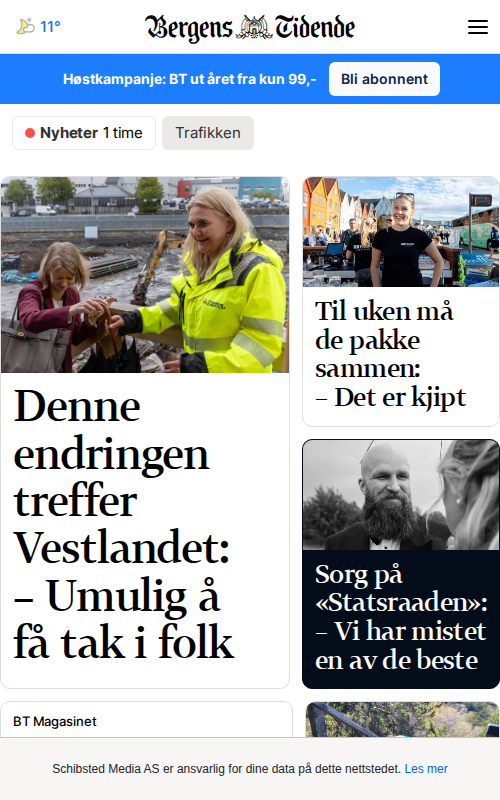 11°
Bergens Tidende
Høstkampanje: BT ut året fra kun 99,-
Bli abonnent
Nyheter 1 time
Trafikken
Denne
endringen
treffer
Vestlandet:
– Umulig å
få tak i folk
Til uken må
de pakke
sammen:
– Det er kjipt
Sorg på
«Statsraaden»:
– Vi har mistet
en av de beste
BT Magasinet
Schibsted Media AS er ansvarlig for dine data på dette nettstedet. Les mer